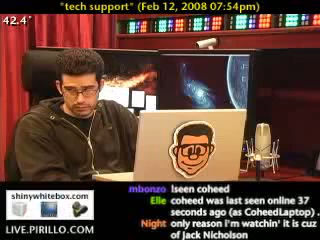 *tech support* (Feb 12, 2008 07:54pm)
42.4
mbonzo !seen coheed
Elle coheed was last seen online 37
seconds ago (as CoheedLaptop) .
Night only reason I'm watchin' it is cuz
of Jack Nicholson
shinywhitebox.com
LIVE.PIRILLO.COM